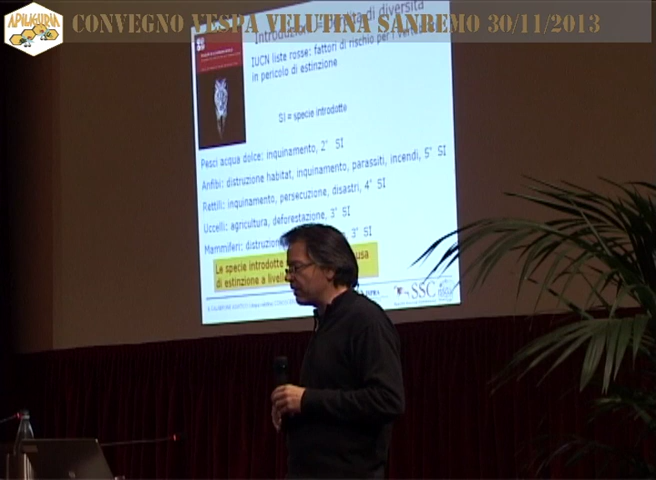 APILIGURIA
CONVEGNO VESPA VELUTINA SANREMO 30/11/2013
di diversità
IUCN liste rosse: fattori di rischio per i
in pericolo di estinzione
SI = specie introdotte
Pesci acqua dolce: inquinamento, 2° SI
Anfibi: distruzione habitat, inquinamento, parassiti, incendi, 5° SI
Rettili: inquinamento, persecuzione, disastri, 4° SI
Uccelli: agricoltura, deforestazione, 3° SI
Mammiferi: 3° SI
Le specie introdotte
di estinzione a
SSC